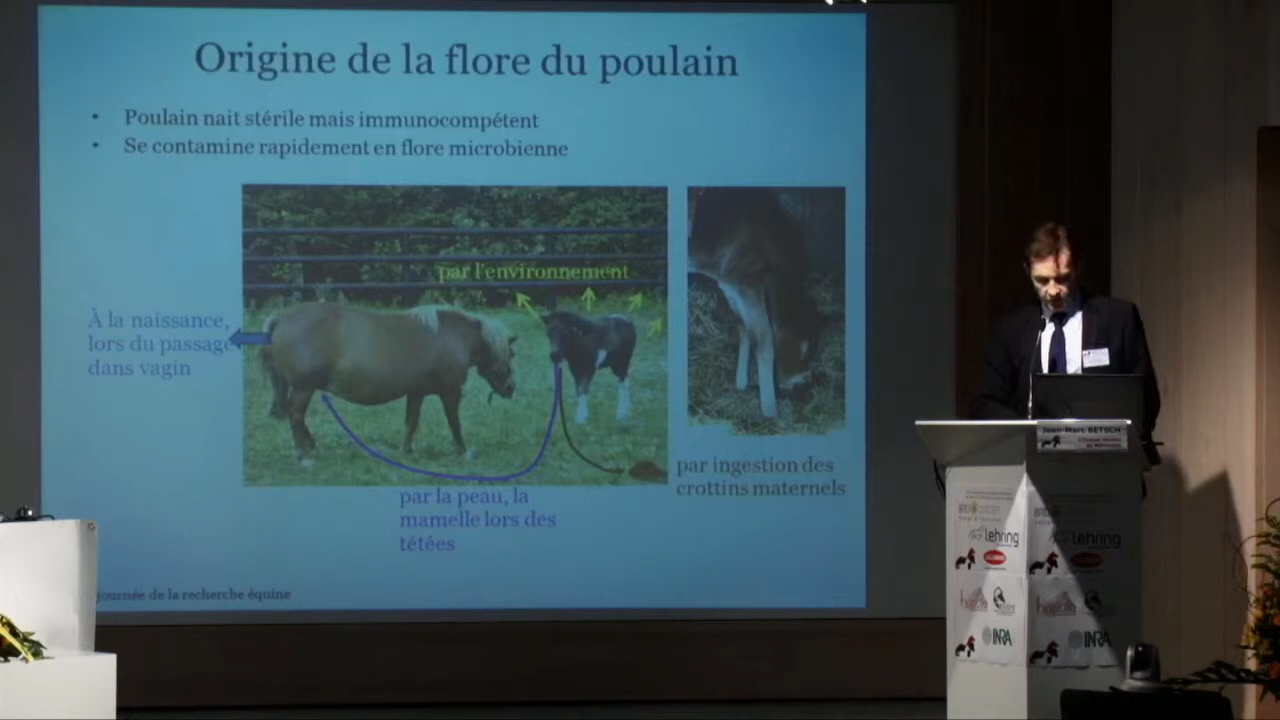 Origine de la flore du poulain
• Poulain nait stérile mais immunocompétent
• Se contamine rapidement en flore microbienne
par l'environnement
À la naissance,
lors du passage
dans vagin
par ingestion des
crottins maternels
par la peau, la
mamelle lors des
tétées
journée de la recherche équine
Jean-Marc BETSCH
lehring
lehring
INRA
INRA